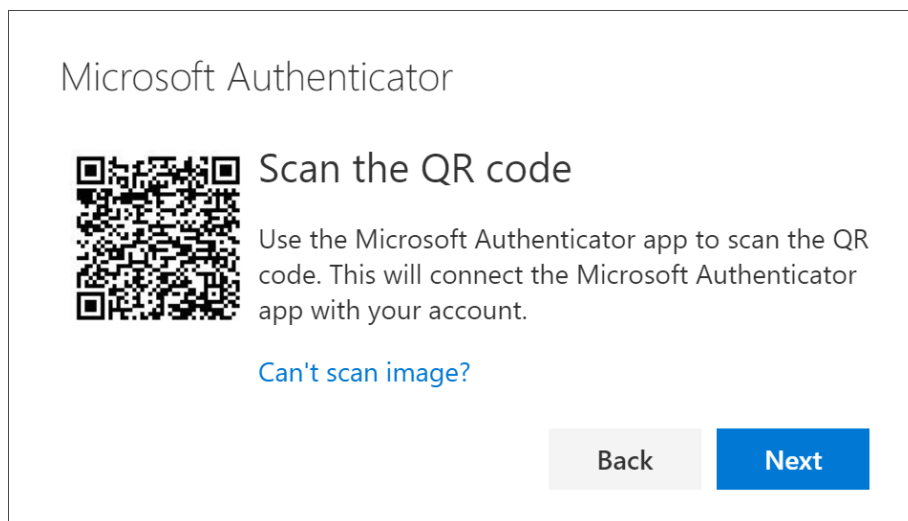 Microsoft Authenticator
Scan the QR code
Use the Microsoft Authenticator app to scan the QR
code. This will connect the Microsoft Authenticator
app with your account.
Can't scan image?
Back
Next